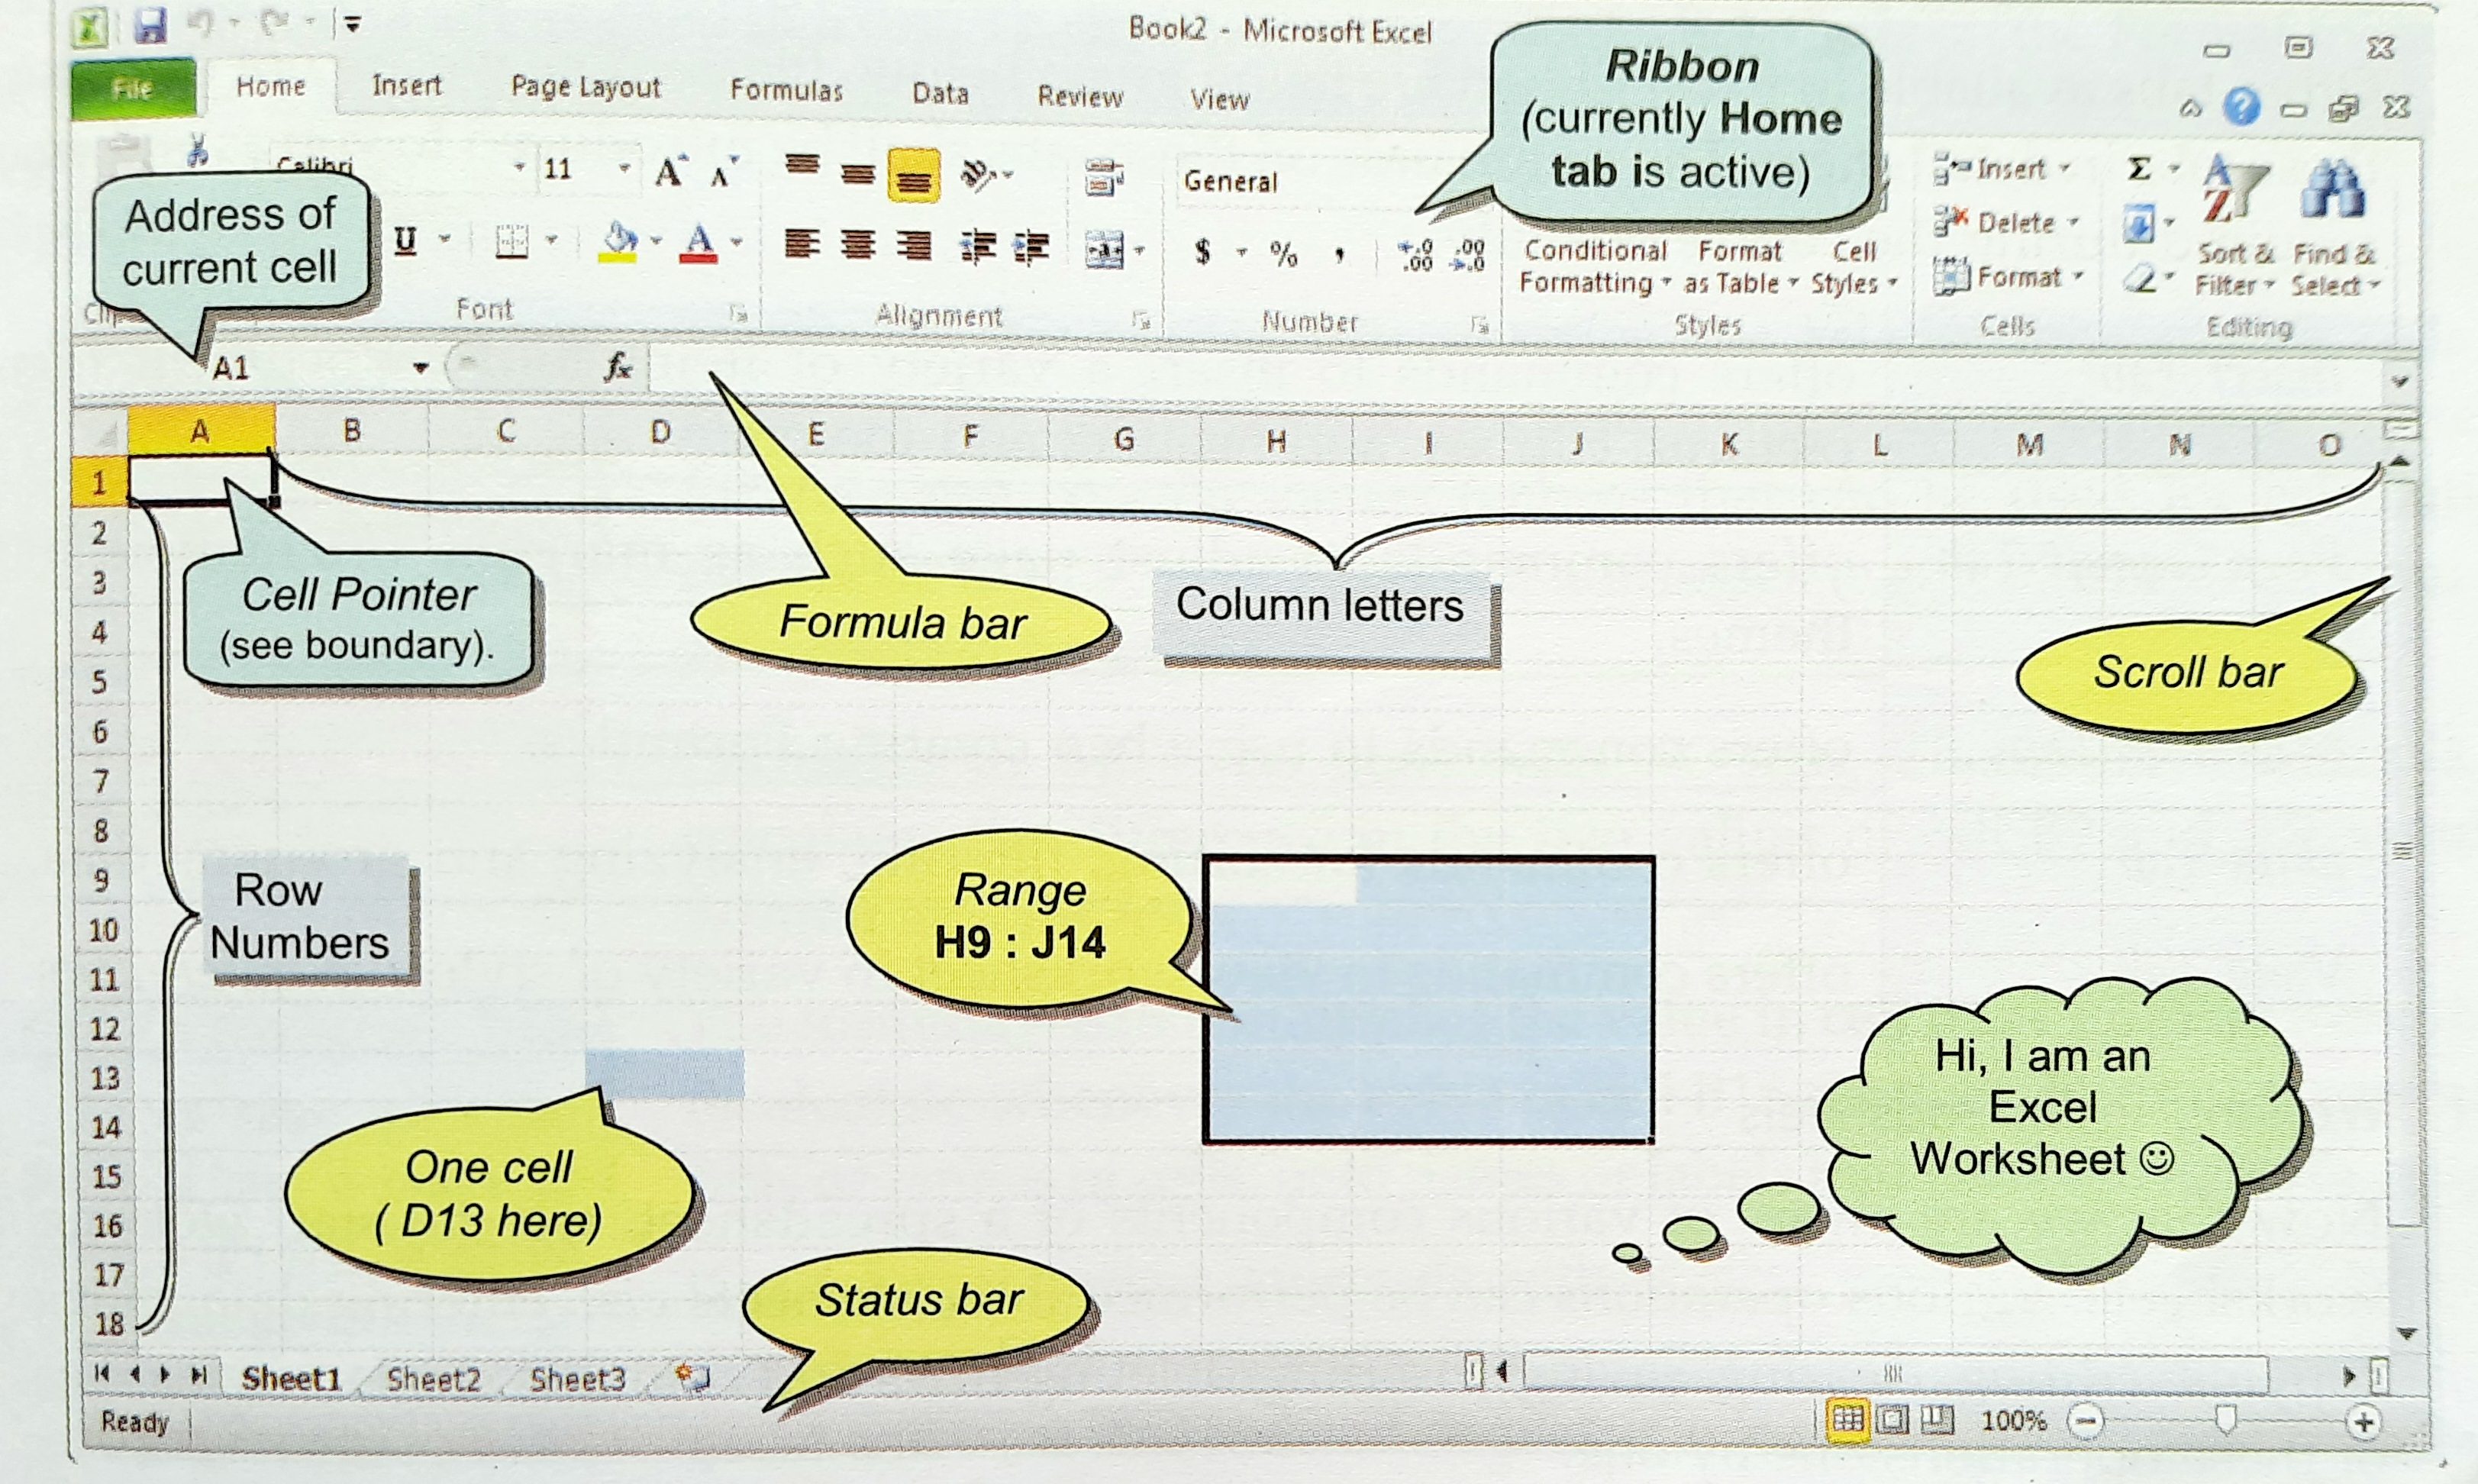 Book2 - Microsoft Excel
File Home Insert Page Layout Formulas Data Review View
Ribbon
(currently Home
tab is active)
Calibri 11
General
Insert
Σ
Address of
current cell
U
$ % ,
Conditional
Formatting
Format
as Table
Cell
Styles
Delete
Format
Sort &
Filter
Find &
Select
Font Alignment Number Styles Cells Editing
A1 fx
A B C D E F G H I J K L M N O
1
2
3
4
5
6
7
8
9
10
11
12
13
14
15
16
17
18
Cell Pointer
(see boundary).
Formula bar
Column letters
Scroll bar
Row
Numbers
Range
H9 : J14
Hi, I am an
Excel
Worksheet ☺
One cell
( D13 here)
Status bar
Sheet1 Sheet2 Sheet3
Ready 100%